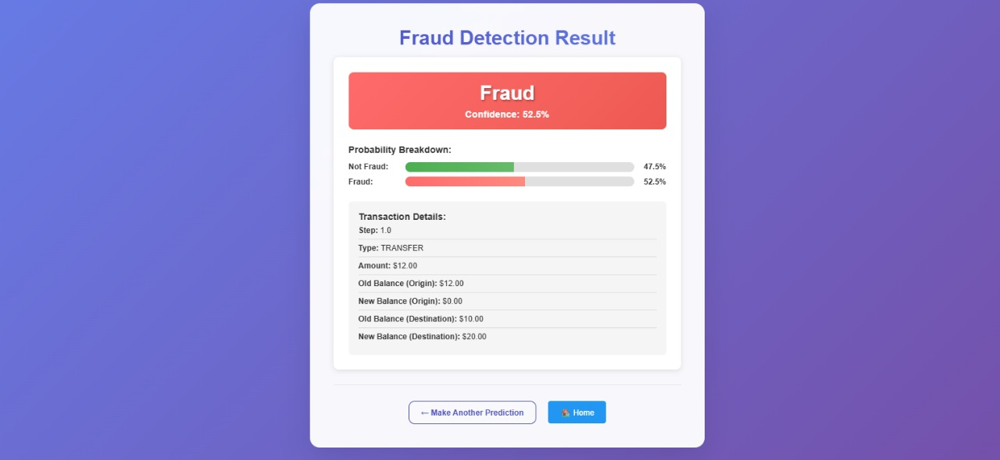 Fraud Detection Result
Fraud
Confidence: 52.5%
Probability Breakdown:
Not Fraud: 47.5%
Fraud: 52.5%
Transaction Details:
Step: 1.0
Type: TRANSFER
Amount: $12.00
Old Balance (Origin): $12.00
New Balance (Origin): $0.00
Old Balance (Destination): $10.00
New Balance (Destination): $20.00
← Make Another Prediction
🏠 Home